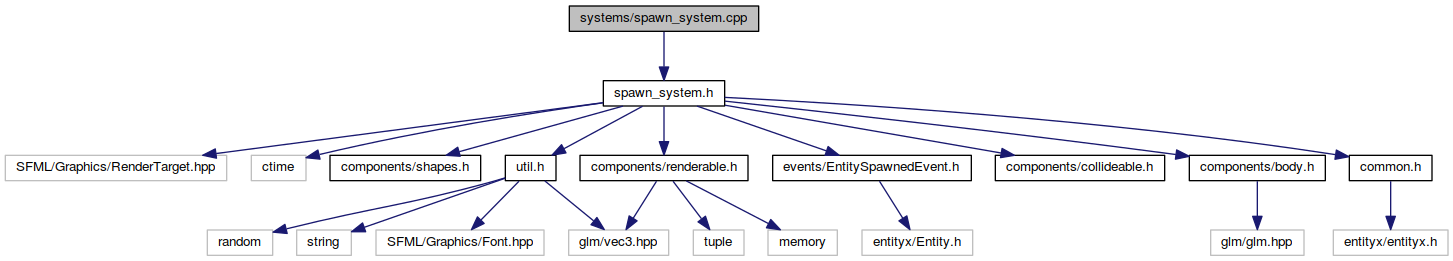 systems/spawn_system.cpp
spawn_system.h
SFML/Graphics/RenderTarget.hpp
ctime
components/shapes.h
util.h
components/renderable.h
events/EntitySpawnedEvent.h
components/collideable.h
components/body.h
common.h
random
string
SFML/Graphics/Font.hpp
glm/vec3.hpp
tuple
memory
entityx/Entity.h
glm/glm.hpp
entityx/entityx.h